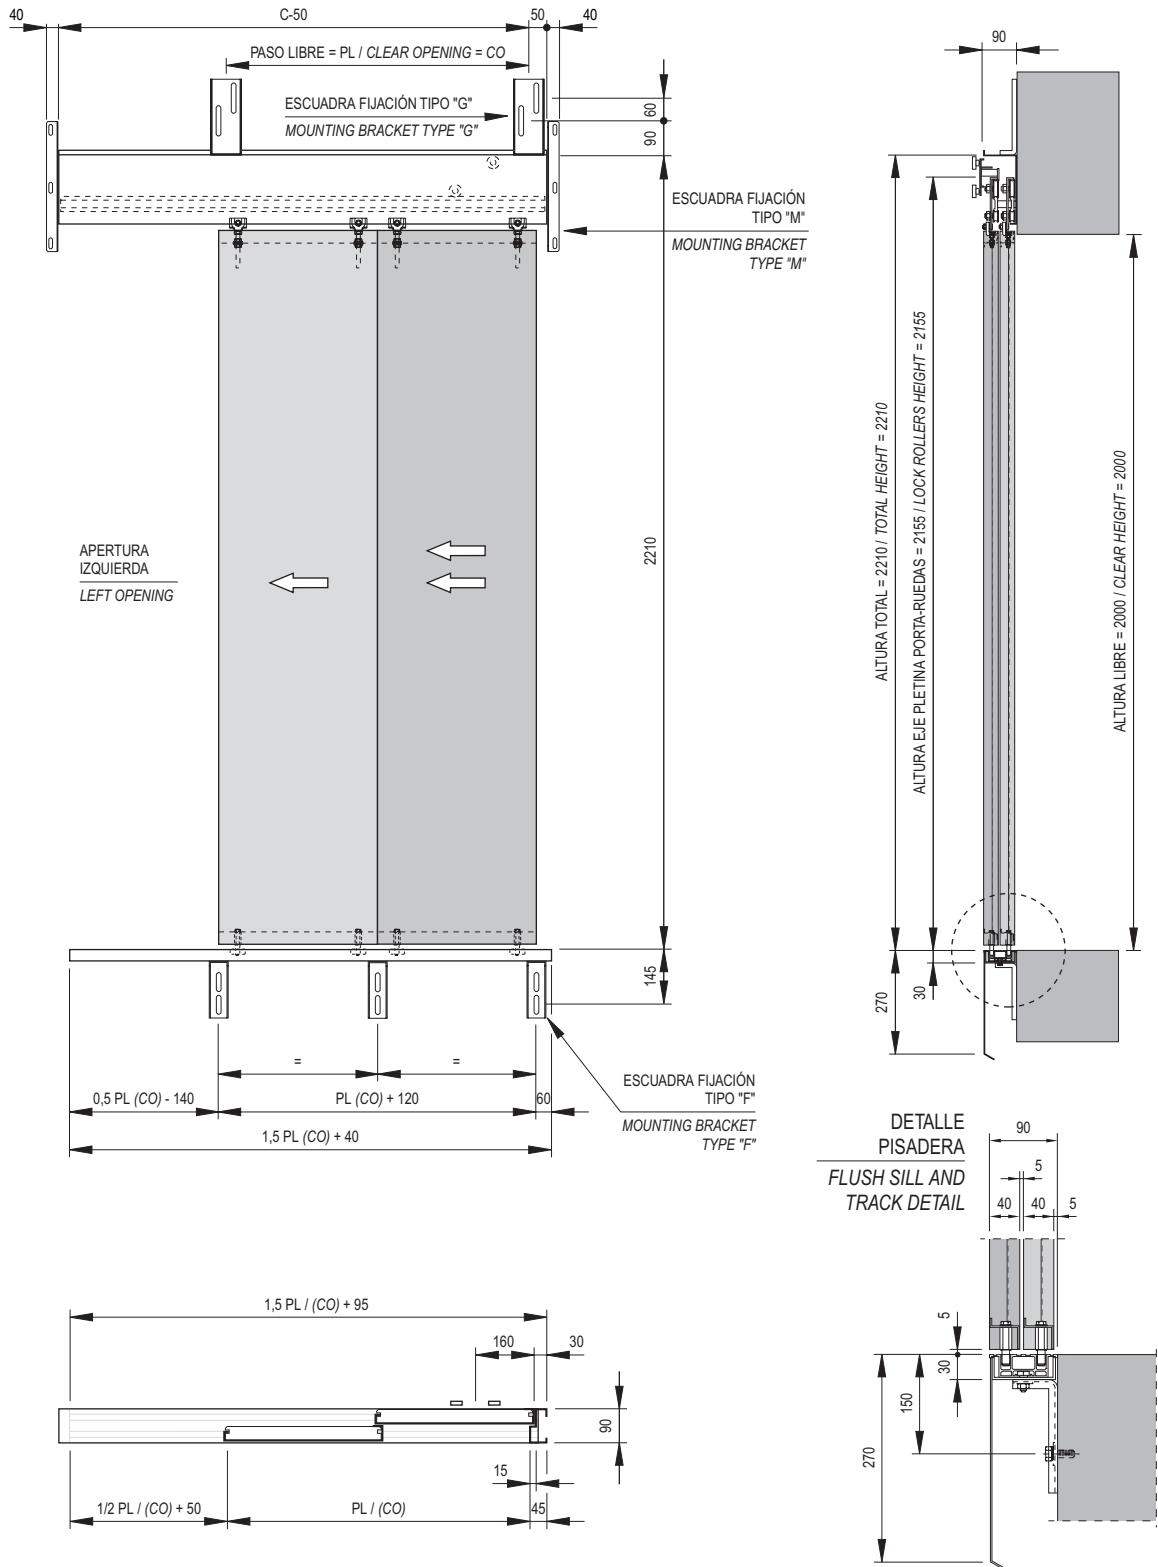 40
C-50
50
40
PASO LIBRE = PL / CLEAR OPENING = CO
ESCUADRA FIJACIÓN TIPO "G"
MOUNTING BRACKET TYPE "G"
60
90
ESCUADRA FIJACIÓN
TIPO "M"
MOUNTING BRACKET
TYPE "M"
APERTURA
IZQUIERDA
LEFT OPENING
2210
145
=
=
0,5 PL (CO) - 140
PL (CO) + 120
60
1,5 PL (CO) + 40
ESCUADRA FIJACIÓN
TIPO "F"
MOUNTING BRACKET
TYPE "F"
90
ALTURA TOTAL = 2210 / TOTAL HEIGHT = 2210
ALTURA EJE PLETINA PORTA-RUEDAS = 2155 / LOCK ROLLERS HEIGHT = 2155
ALTURA LIBRE = 2000 / CLEAR HEIGHT = 2000
270
30
DETALLE
PISADERA
FLUSH SILL AND
TRACK DETAIL
90
5
40
40
5
5
30
150
270
1,5 PL / (CO) + 95
160
30
90
15
1/2 PL / (CO) + 50
PL / (CO)
45